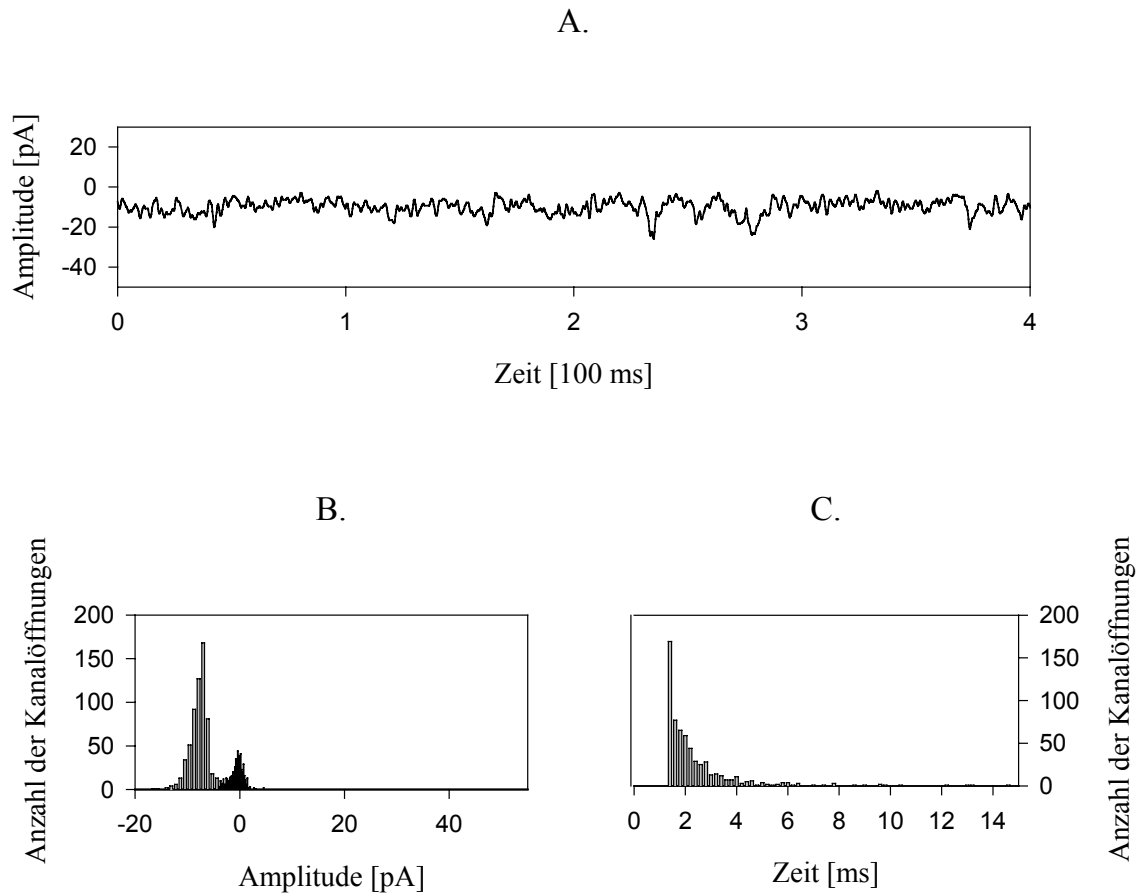 A.
Amplitude [pA]
20
0
-20
-40
0 1 2 3 4
Zeit [100 ms]
B.
Anzahl der Kanalöffnungen
200
150
100
50
0
-20 0 20 40
Amplitude [pA]
C.
200
150
100
50
0
Anzahl der Kanalöffnungen
0 2 4 6 8 10 12 14
Zeit [ms]